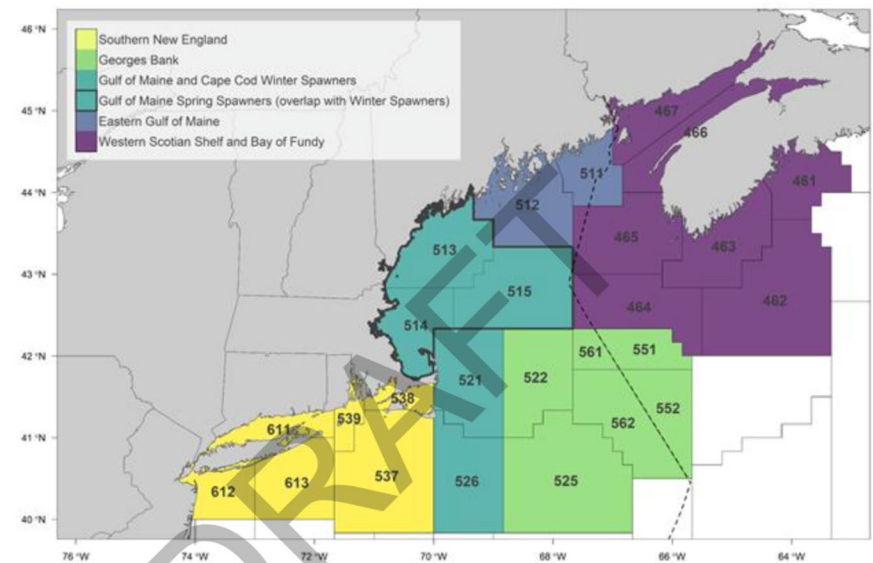 46 °N
45 °N
44 °N
43 °N
42 °N
41 °N
40 °N
Southern New England
Georges Bank
Gulf of Maine and Cape Cod Winter Spawners
Gulf of Maine Spring Spawners (overlap with Winter Spawners)
Eastern Gulf of Maine
Western Scotian Shelf and Bay of Fundy
467
466
511
461
512
465
463
513
515
464
462
514
561
551
521
522
538
552
539
562
611
537
526
525
613
612
DRAFT
76 °W
74 °W
72 °W
70 °W
68 °W
66 °W
64 °W